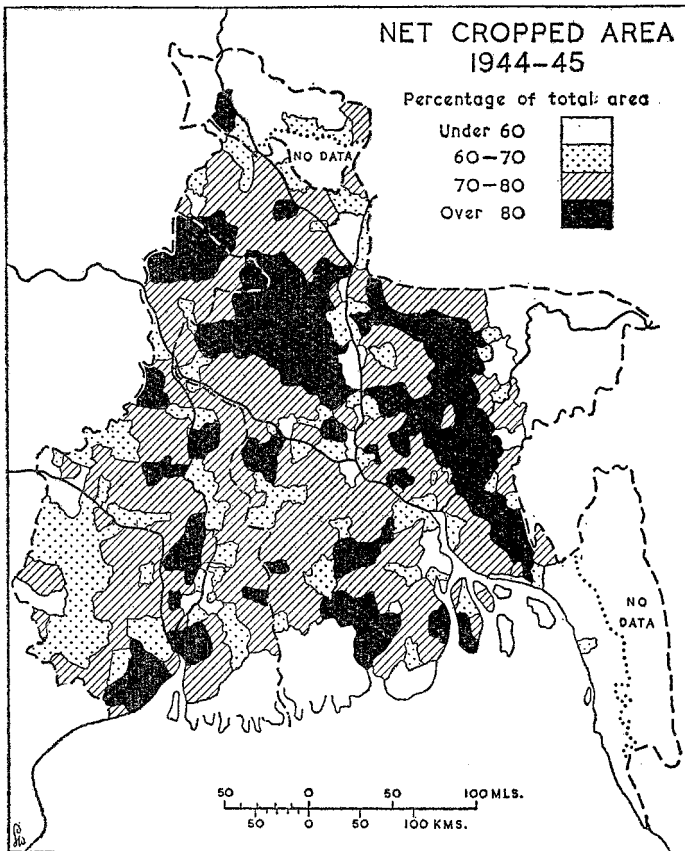 NET CROPPED AREA
1944-45
Percentage of total area
Under 60
60-70
70-80
Over 80
NO DATA
NO
DATA
50 0 50 100 MLS.
50 0 50 100 KMS.